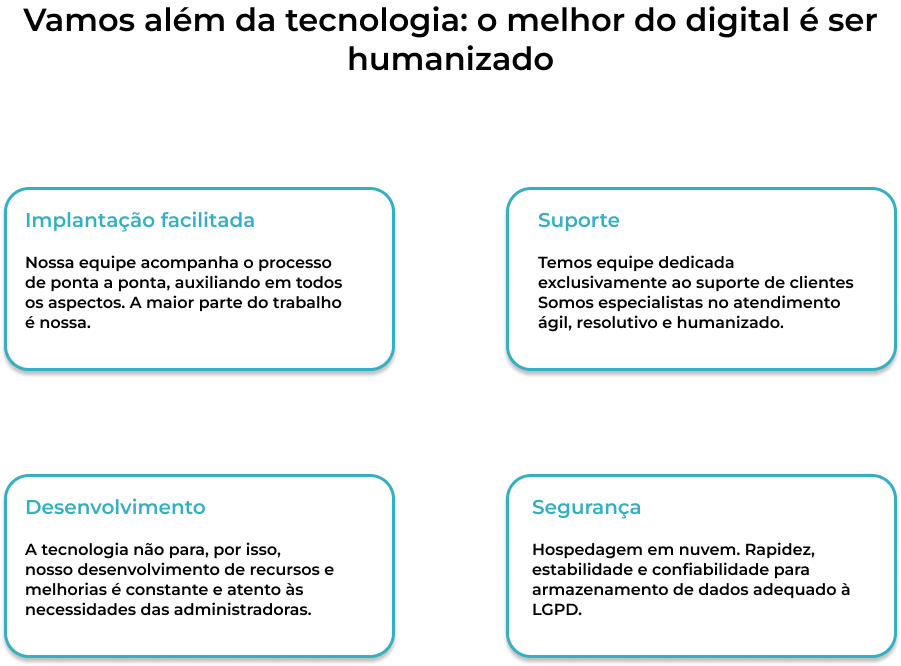 Vamos além da tecnologia: o melhor do digital é ser
humanizado
Implantação facilitada
Nossa equipe acompanha o processo
de ponta a ponta, auxiliando em todos
os aspectos. A maior parte do trabalho
é nossa.
Suporte
Temos equipe dedicada
exclusivamente ao suporte de clientes
Somos especialistas no atendimento
ágil, resolutivo e humanizado.
Desenvolvimento
A tecnologia não para, por isso,
nosso desenvolvimento de recursos e
melhorias é constante e atento às
necessidades das administradoras.
Segurança
Hospedagem em nuvem. Rapidez,
estabilidade e confiabilidade para
armazenamento de dados adequado à
LGPD.